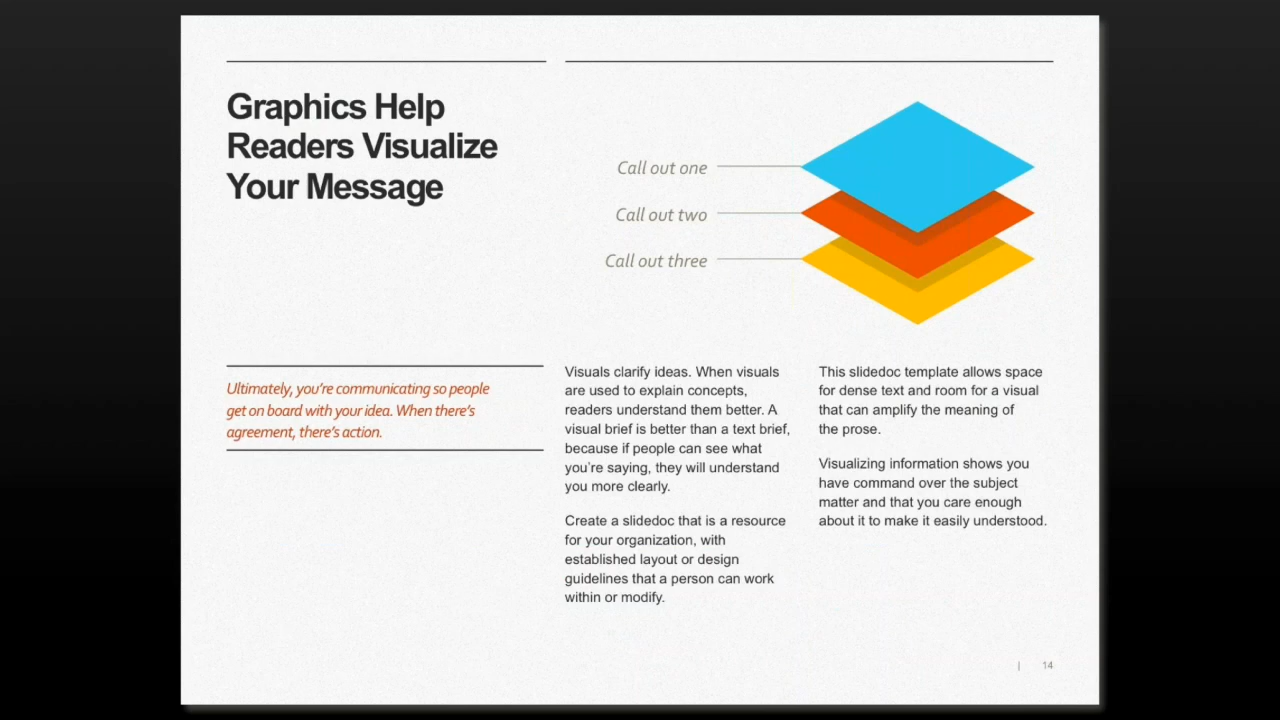 Graphics Help
Readers Visualize
Your Message
Call out one
Call out two
Call out three
Ultimately, you're communicating so people
get on board with your idea. When there's
agreement, there's action.
Visuals clarify ideas. When visuals
are used to explain concepts,
readers understand them better. A
visual brief is better than a text brief,
because if people can see what
you're saying, they will understand
you more clearly.
Create a slidedoc that is a resource
for your organization, with
established layout or design
guidelines that a person can work
within or modify.
This slidedoc template allows space
for dense text and room for a visual
that can amplify the meaning of
the prose.
Visualizing information shows you
have command over the subject
matter and that you care enough
about it to make it easily understood.
| 14